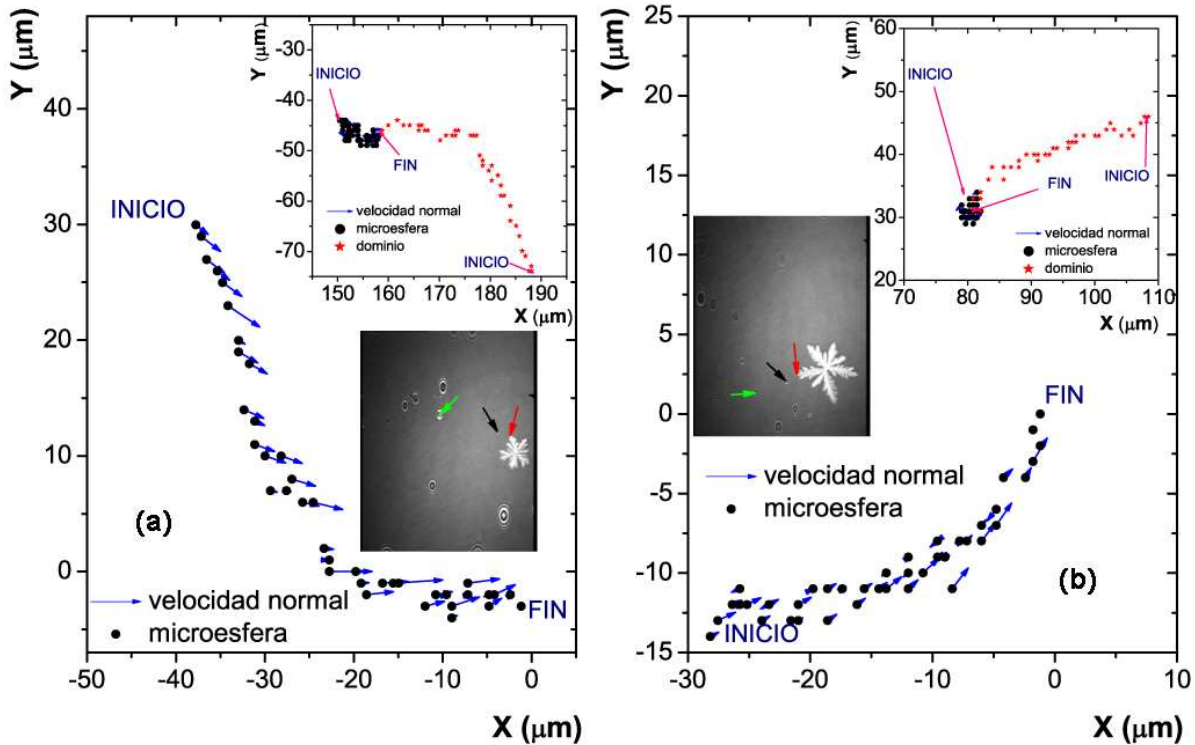 Y (μm)
40
30
20
10
0
-50
-40
-30
-20
-10
0
X (μm)
INICIO
FIN
(a)
velocidad normal
microesfera
Y (μm)
-30
-40
-50
-60
-70
150
160
170
180
190
X (μm)
INICIO
FIN
velocidad normal
microesfera
dominio
INICIO
Y (μm)
25
20
15
10
5
0
-5
-10
-15
-30
-20
-10
0
10
X (μm)
FIN
velocidad normal
microesfera
(b)
INICIO
Y (μm)
60
50
40
30
20
70
80
90
100
110
X (μm)
INICIO
FIN
INICIO
velocidad normal
microesfera
dominio